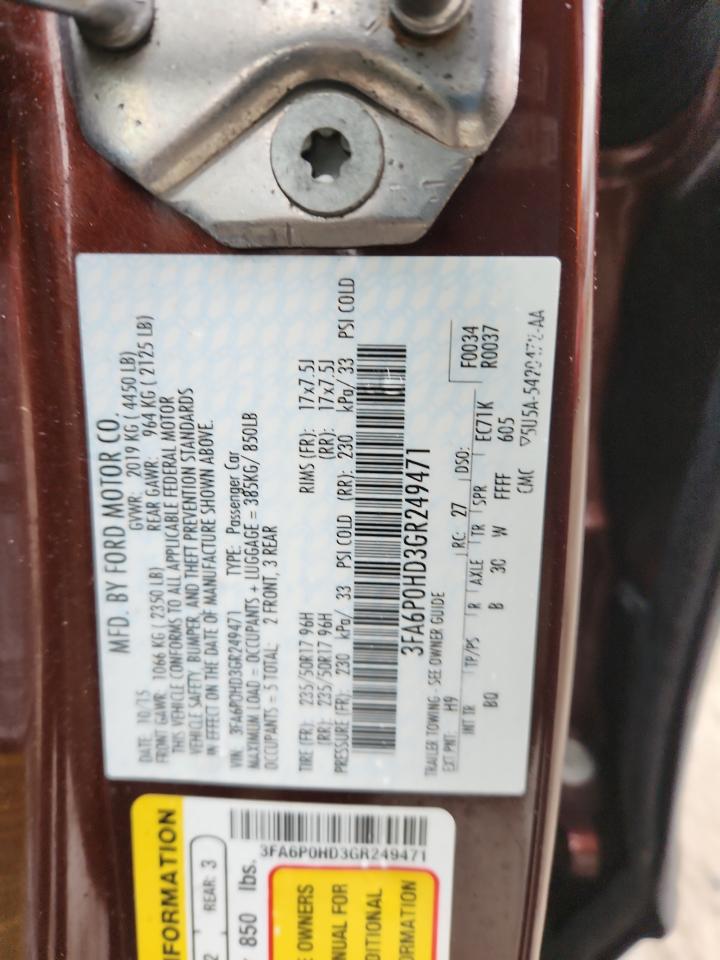 MFD. BY FORD MOTOR CO.
DATE: 10/15 GVWR: 2019 KG ( 4450 LB)
FRONT GAWR: 1066 KG ( 2350 LB) REAR GAWR: 964 KG ( 2125 LB)
THIS VEHICLE CONFORMS TO ALL APPLICABLE FEDERAL MOTOR
VEHICLE SAFETY, BUMPER, AND THEFT PREVENTION STANDARDS
IN EFFECT ON THE DATE OF MANUFACTURE SHOWN ABOVE.
VIN: 3FA6P0HD3GR249471 TYPE: Passenger Car
MAXIMUM LOAD = OCCUPANTS + LUGGAGE = 385KG/ 850LB
OCCUPANTS = 5 TOTAL: 2 FRONT, 3 REAR
TIRE (FR): 235/50R17 96H RIMS (FR): 17x7.5J
(RR): 235/50R17 96H (RR): 17x7.5J
PRESSURE (FR): 230 kPa/ 33 PSI COLD (RR): 230 kPa/ 33 PSI COLD
3FA6P0HD3GR249471
TRAILER TOWING - SEE OWNER GUIDE F0034
EXT PNT: H9 RC: 27 DSO: R0037
INT TR TP/PS R AXLE TR SPR EC71K
BQ B 30 W FFFF 605
CMC
3FA6P0HD3GR249471
FORMATION
REAR: 3
850 lbs.
OWNERS
NUAL FOR
DITIONAL
ORMATION